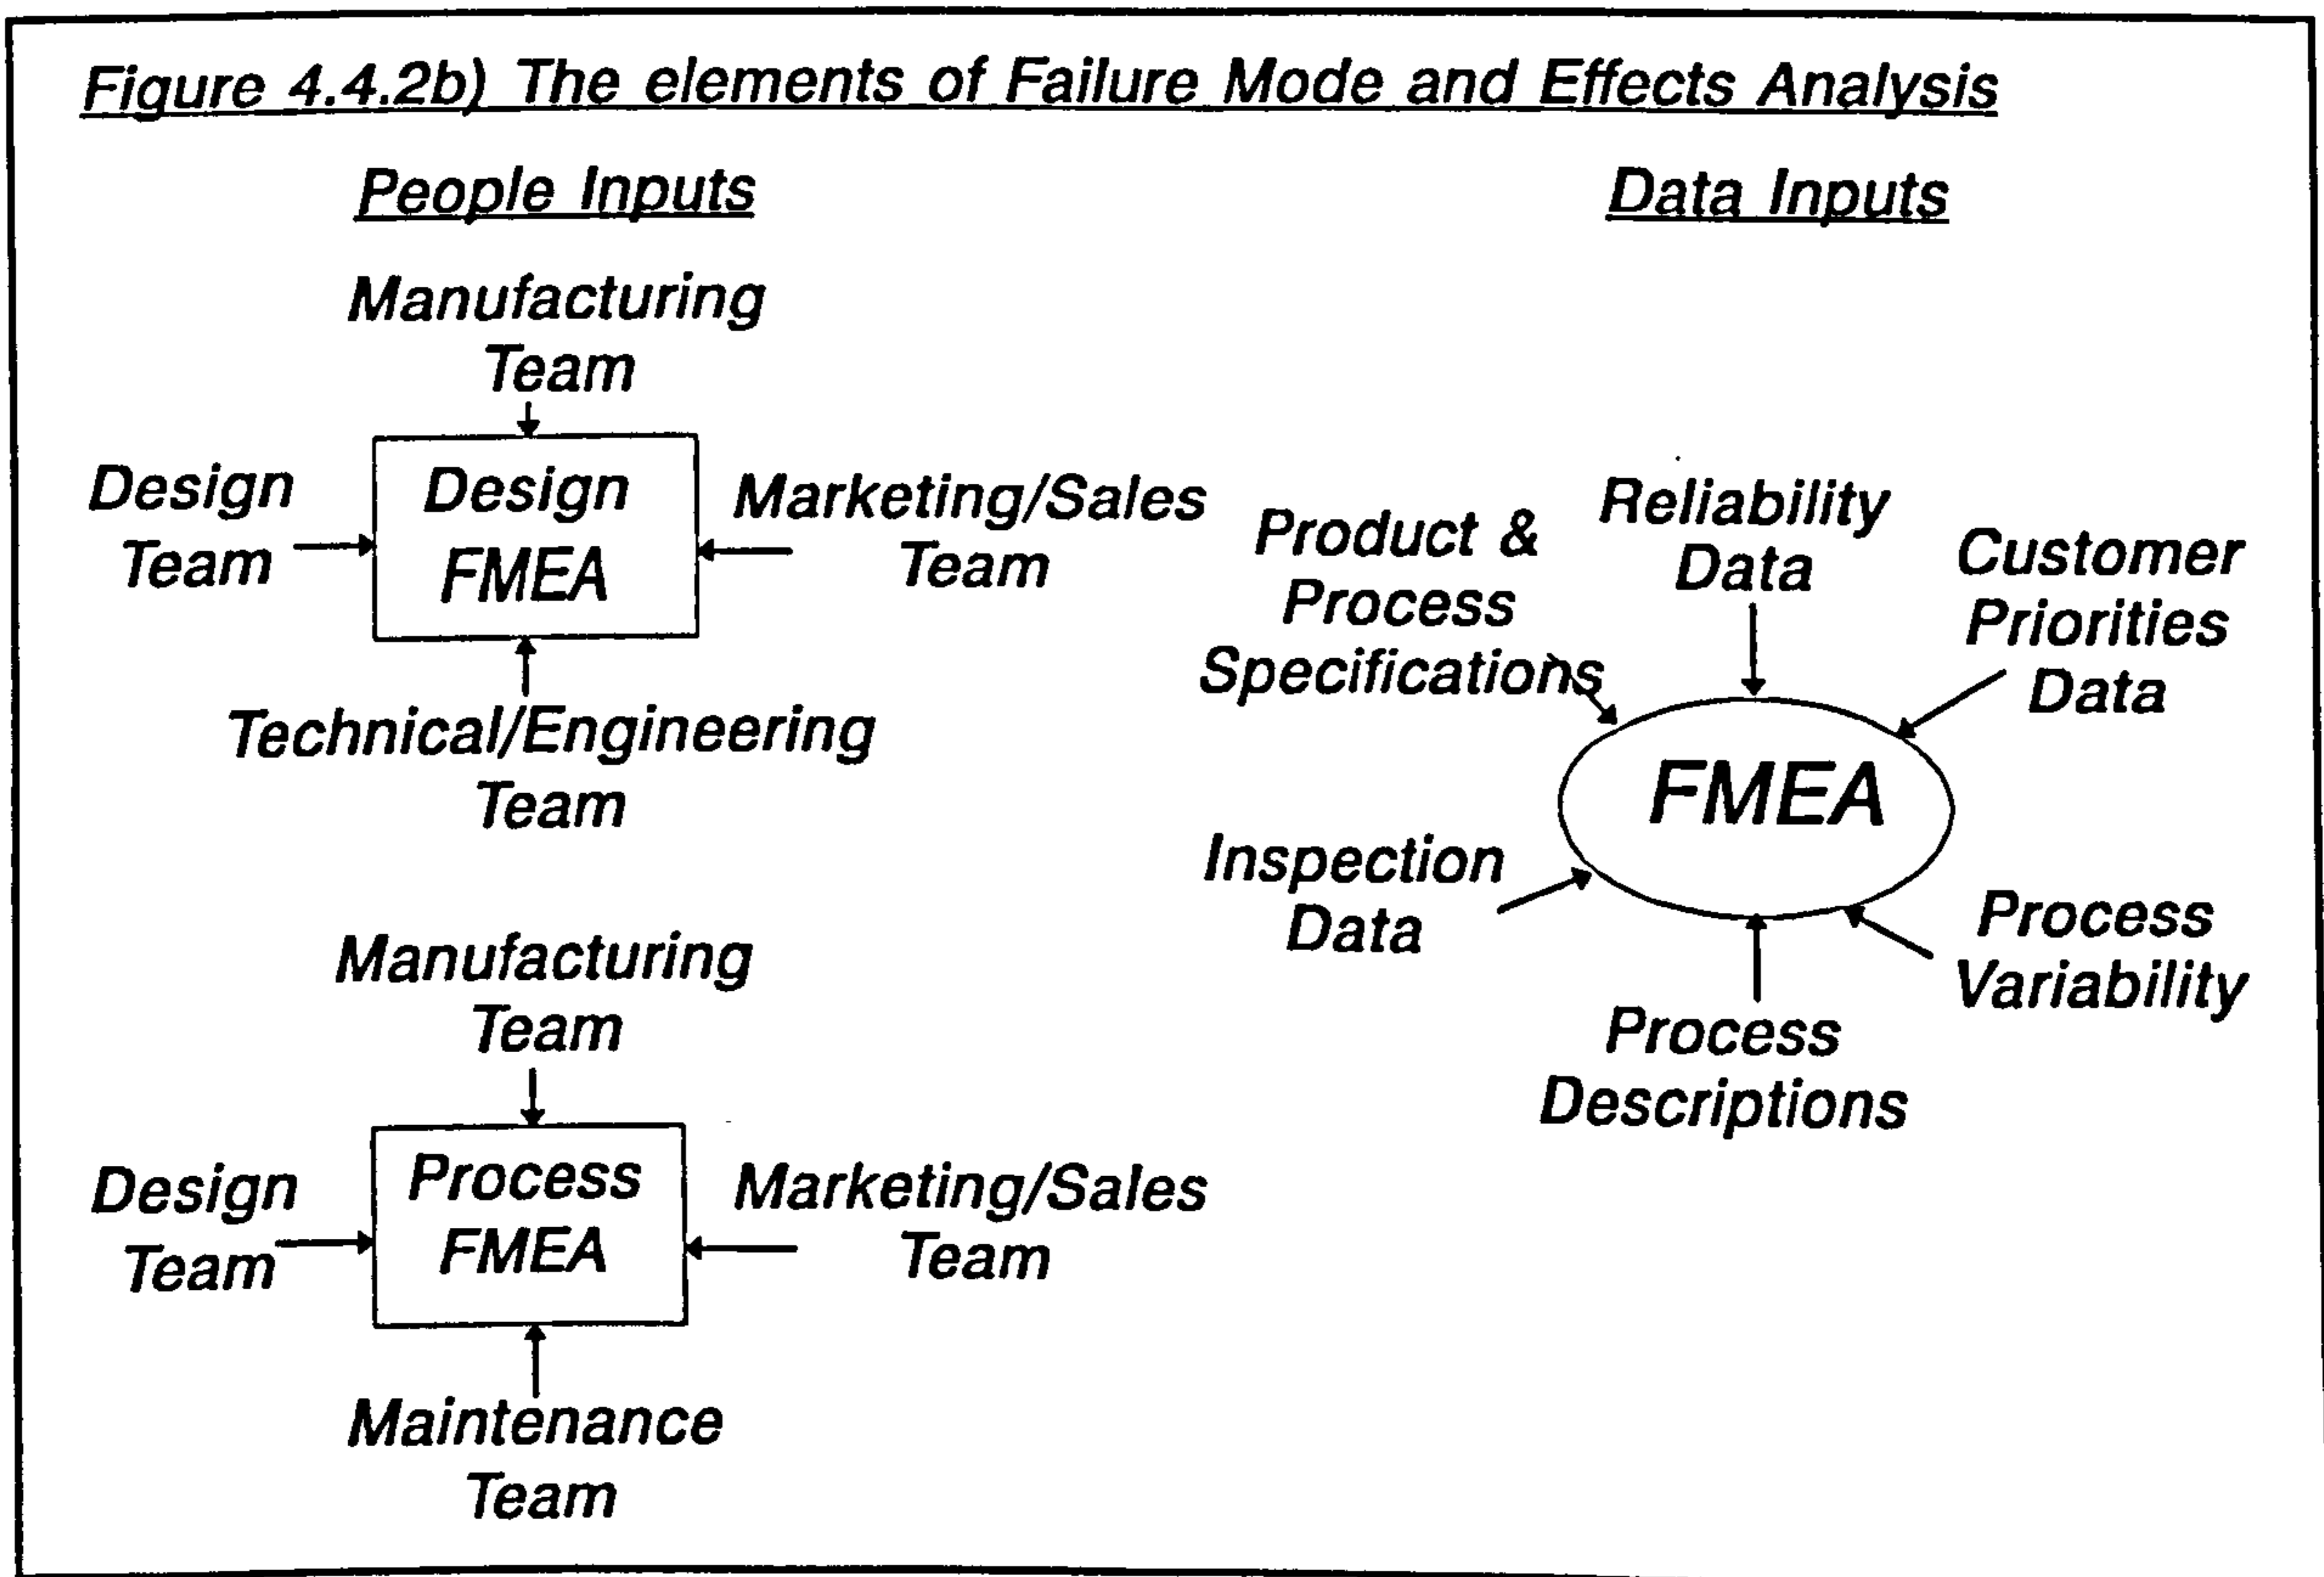 Figure 4.4.2b) The elements of Failure Mode and Effects Analysis
People Inputs
Manufacturing
Team
Design
Team
Design
FMEA
Marketing/Sales
Team
Technical/Engineering
Team
Manufacturing
Team
Design
Team
Process
FMEA
Marketing/Sales
Team
Maintenance
Team
Data Inputs
Product &
Process
Specifications
Reliability
Data
Customer
Priorities
Data
FMEA
Inspection
Data
Process
Descriptions
Process
Variability